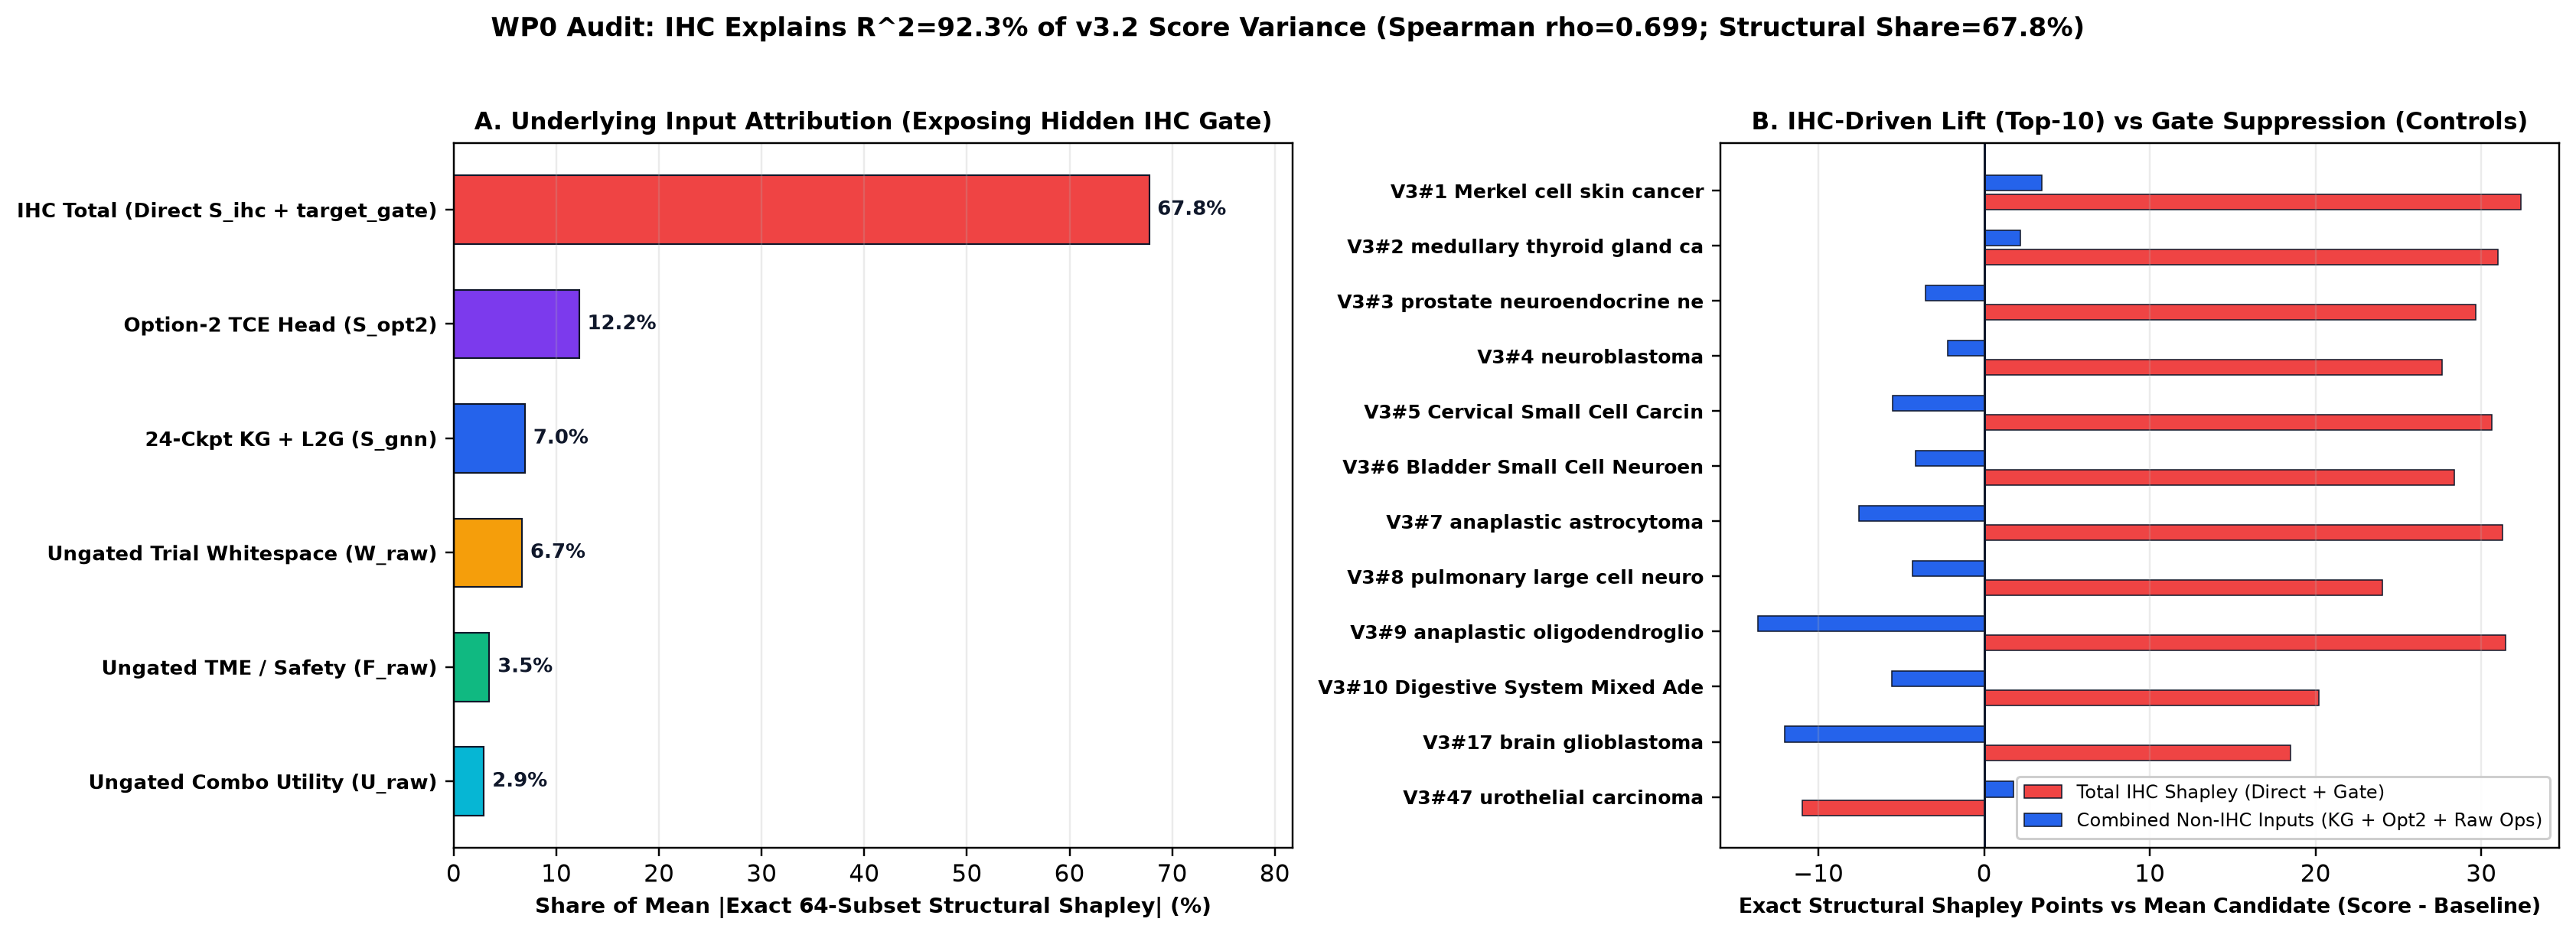 WP0 Audit: IHC Explains R^2=92.3% of v3.2 Score Variance (Spearman rho=0.699; Structural Share=67.8%)
A. Underlying Input Attribution (Exposing Hidden IHC Gate)
IHC Total (Direct S_ihc + target_gate)
67.8%
Option-2 TCE Head (S_opt2)
12.2%
24-Ckpt KG + L2G (S_gnn)
7.0%
Ungated Trial Whitespace (W_raw)
6.7%
Ungated TME / Safety (F_raw)
3.5%
Ungated Combo Utility (U_raw)
2.9%
0 10 20 30 40 50 60 70 80
Share of Mean |Exact 64-Subset Structural Shapley| (%)
B. IHC-Driven Lift (Top-10) vs Gate Suppression (Controls)
V3#1 Merkel cell skin cancer
V3#2 medullary thyroid gland ca
V3#3 prostate neuroendocrine ne
V3#4 neuroblastoma
V3#5 Cervical Small Cell Carcin
V3#6 Bladder Small Cell Neuroen
V3#7 anaplastic astrocytoma
V3#8 pulmonary large cell neuro
V3#9 anaplastic oligodendroglio
V3#10 Digestive System Mixed Ade
V3#17 brain glioblastoma
V3#47 urothelial carcinoma
Total IHC Shapley (Direct + Gate)
Combined Non-IHC Inputs (KG + Opt2 + Raw Ops)
−10 0 10 20 30
Exact Structural Shapley Points vs Mean Candidate (Score - Baseline)